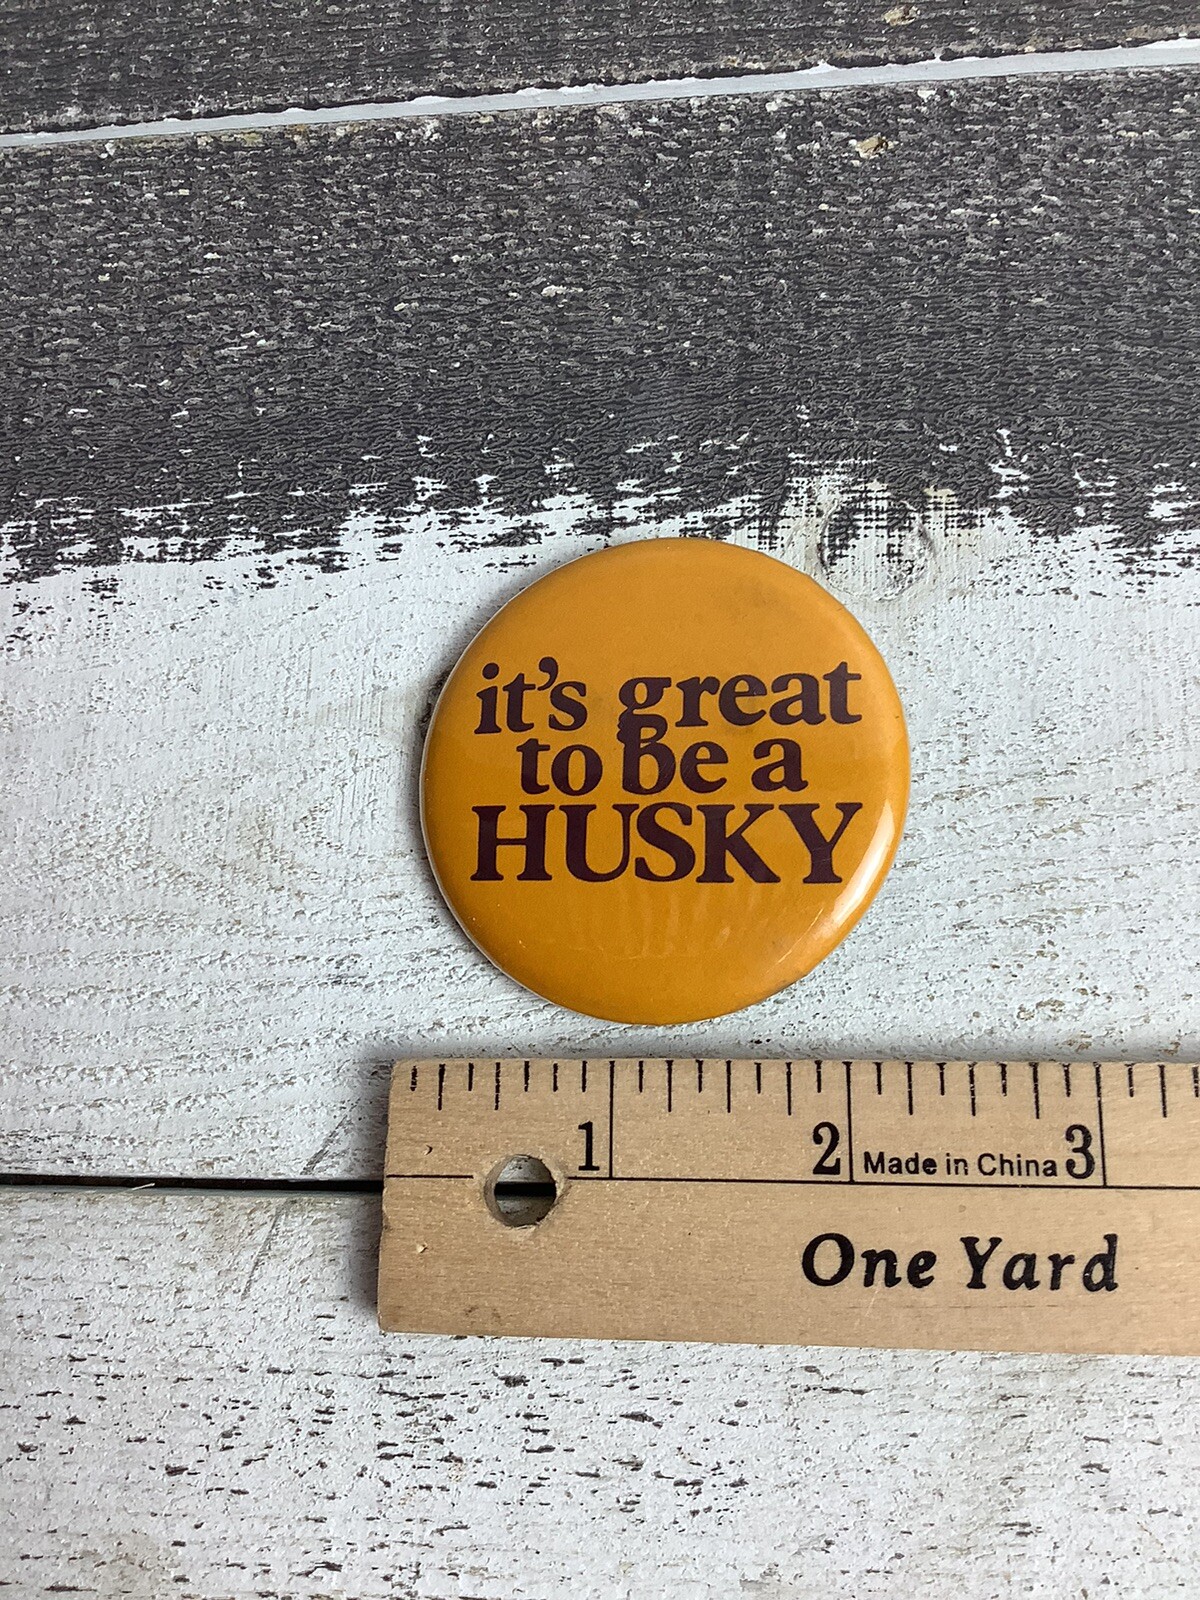 it's great
to be a
HUSKY
1 2 Made in China 3
One Yard